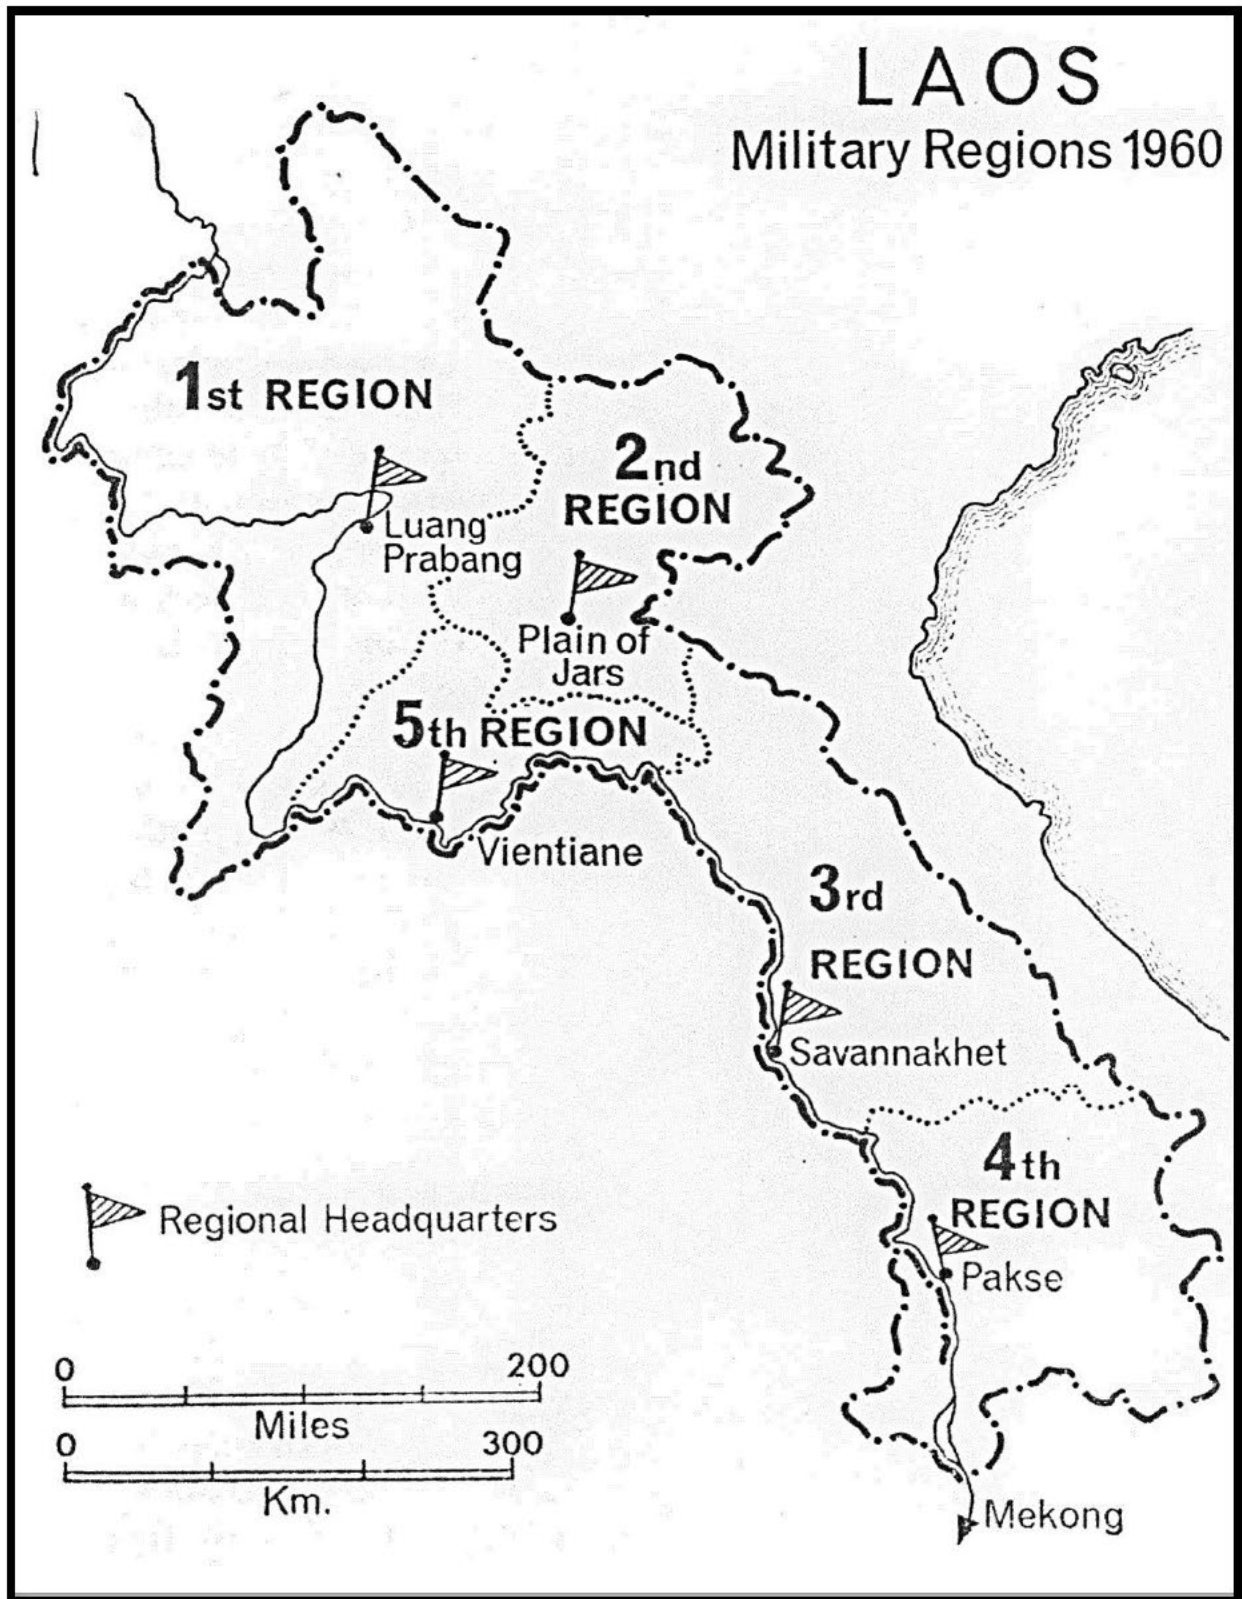 LAOS
Military Regions 1960
1st REGION
2nd
REGION
Luang
Prabang
Plain of
Jars
5th REGION
Vientiane
3rd
REGION
Savannakhet
4th
REGION
Pakse
Regional Headquarters
0 200
Miles
0 300
Km.
Mekong